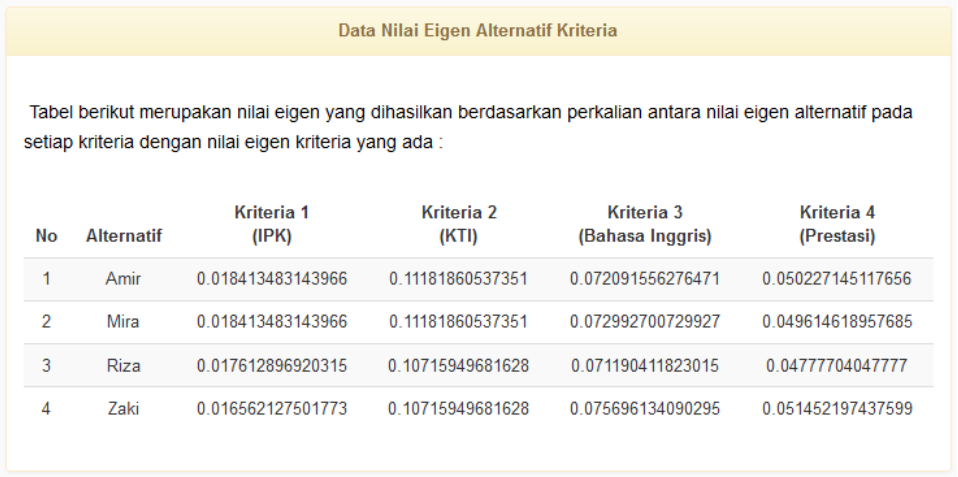 Data Nilai Eigen Alternatif Kriteria
Tabel berikut merupakan nilai eigen yang dihasilkan berdasarkan perkalian antara nilai eigen alternatif pada
setiap kriteria dengan nilai eigen kriteria yang ada :
No Alternatif Kriteria 1 (IPK) Kriteria 2 (KTI) Kriteria 3 (Bahasa Inggris) Kriteria 4 (Prestasi)
1 Amir 0.018413483143966 0.11181860537351 0.072091556276471 0.050227145117656
2 Mira 0.018413483143966 0.11181860537351 0.072992700729927 0.049614618957685
3 Riza 0.017612896920315 0.10715949681628 0.071190411823015 0.04777704047777
4 Zaki 0.016562127501773 0.10715949681628 0.075696134090295 0.051452197437599